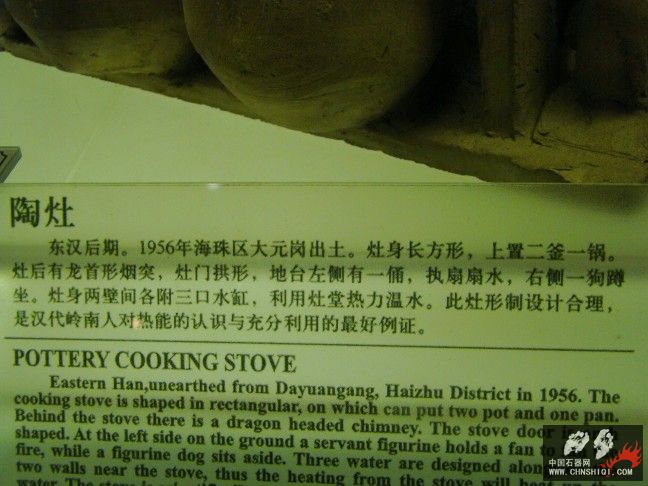 陶灶
东汉后期。1956年海珠区大元岗出土。灶身长方形，上置二釜一锅。
灶后有龙首形烟突，灶门拱形，地台左侧有一俑，执扇扇水，右侧一狗蹲
坐。灶身两壁间各附三口水缸，利用灶堂热力温水。此灶形制设计合理，
是汉代岭南人对热能的认识与充分利用的最好例证。
POTTERY COOKING STOVE
Eastern Han,unearthed from Dayuangang, Haizhu District in 1956. The
cooking stove is shaped in rectangular, on which can put two pot and one pan.
Behind the stove there is a dragon headed chimney. The stove door
shaped. At the left side on the ground a servant figurine holds a fan to
fire, while a figurine dog sits aside. Three water are designed
two walls near the stove, thus the heating from the stove will
water. The stove is
中国石器网
WWW.CHNSHIQI.COM